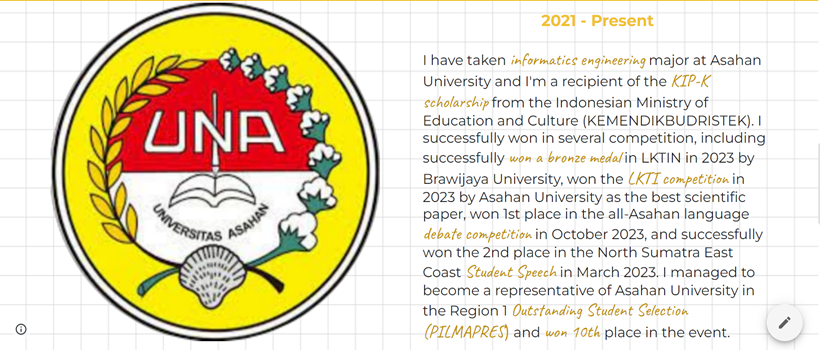 UNA
UNIVERSITAS ASAHAN
2021 - Present
I have taken informatics engineering major at Asahan
University and I'm a recipient of the KIP-K
scholarship from the Indonesian Ministry of
Education and Culture (KEMENDIKBUDRISTEK). I
successfully won in several competition, including
successfully won a bronze medal in LKTIN in 2023 by
Brawijaya University, won the LKTI competition in
2023 by Asahan University as the best scientific
paper, won 1st place in the all-Asahan language
debate competition in October 2023, and successfully
won the 2nd place in the North Sumatra East
Coast Student Speech in March 2023. I managed to
become a representative of Asahan University in
the Region 1 Outstanding Student Selection
(PILMAPRES) and won 10th place in the event.